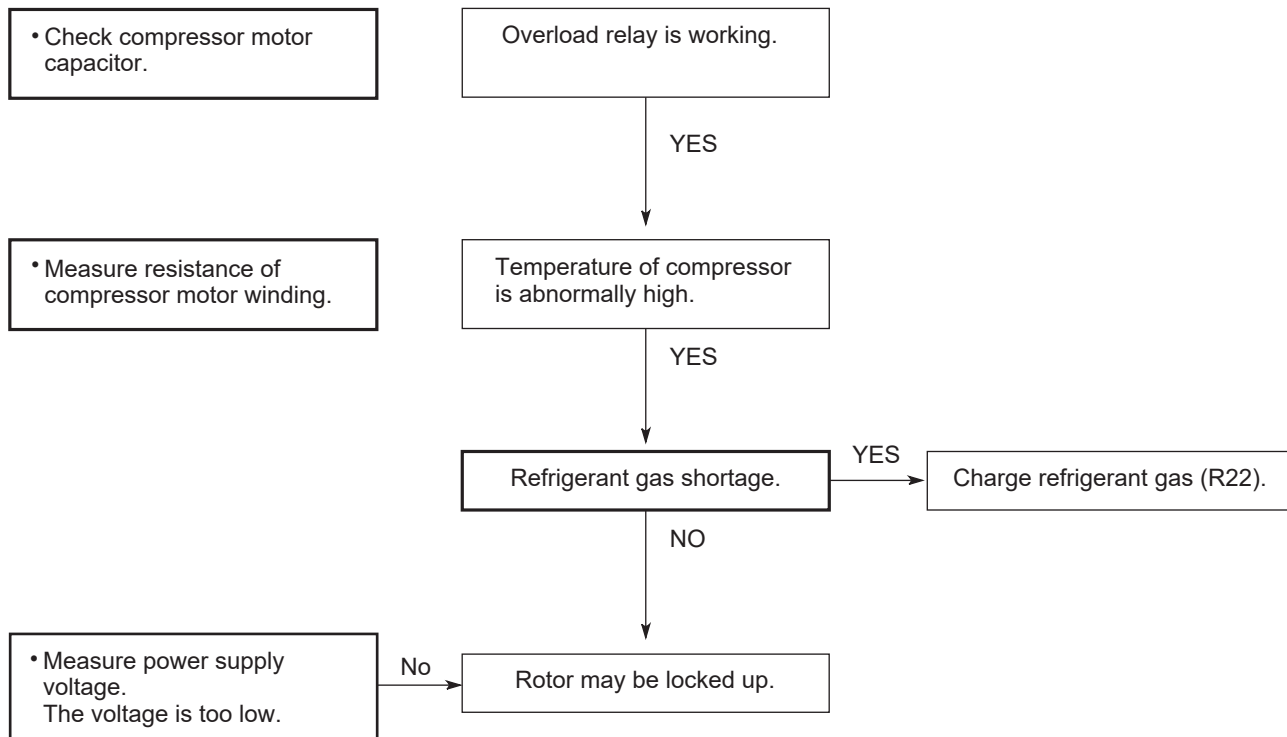 • Check compressor motor
capacitor.
Overload relay is working.
YES
• Measure resistance of
compressor motor winding.
Temperature of compressor
is abnormally high.
YES
Refrigerant gas shortage.
YES
Charge refrigerant gas (R22).
NO
• Measure power supply
voltage.
The voltage is too low.
No
Rotor may be locked up.